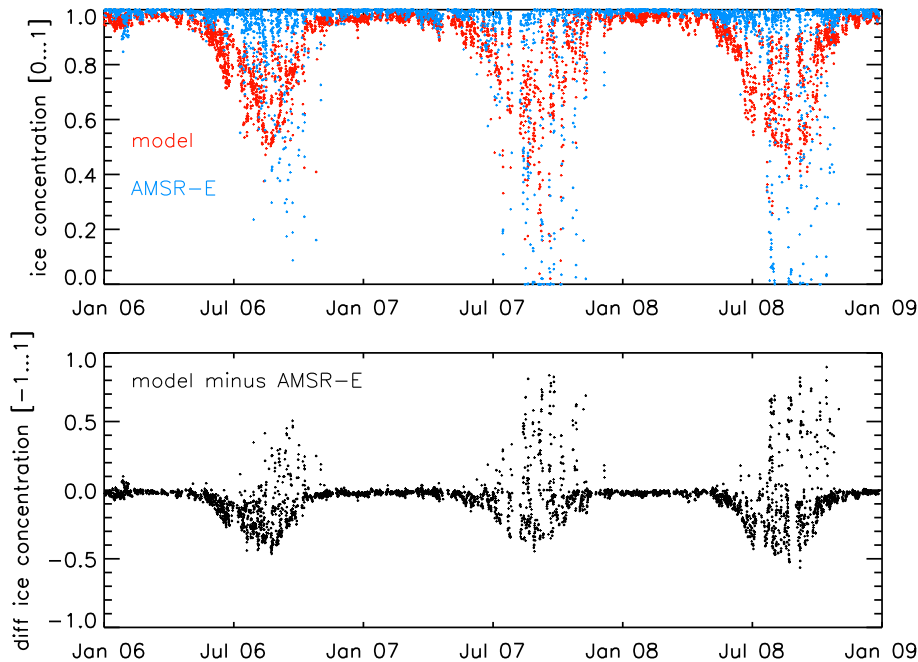 ice concentration [0...1]
1.0
0.8
0.6
0.4
0.2
0.0
model
AMSR-E
Jan 06 Jul 06 Jan 07 Jul 07 Jan 08 Jul 08 Jan 09
diff ice concentration [-1...1]
1.0
0.5
0.0
-0.5
-1.0
model minus AMSR-E
Jan 06 Jul 06 Jan 07 Jul 07 Jan 08 Jul 08 Jan 09